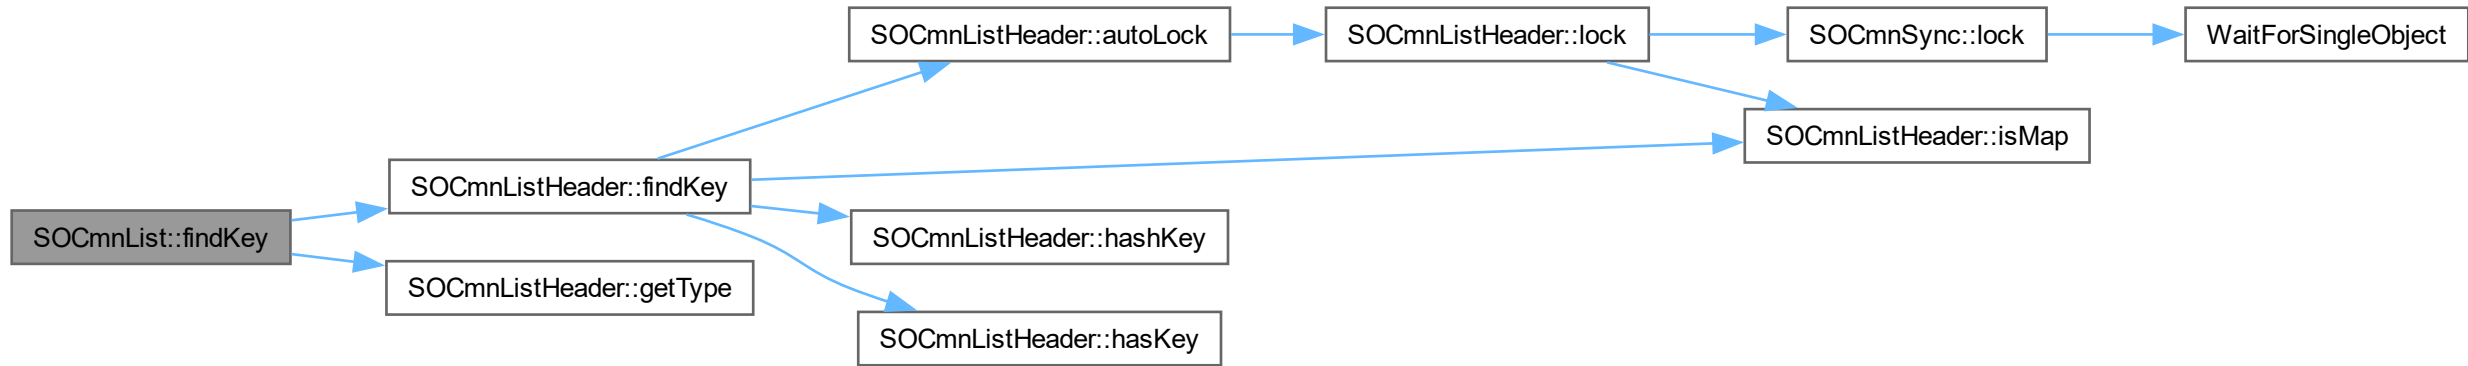 SOCmnListHeader::autoLock
SOCmnListHeader::lock
SOCmnSync::lock
WaitForSingleObject
SOCmnListHeader::isMap
SOCmnListHeader::findKey
SOCmnList::findKey
SOCmnListHeader::hashKey
SOCmnListHeader::getType
SOCmnListHeader::hasKey